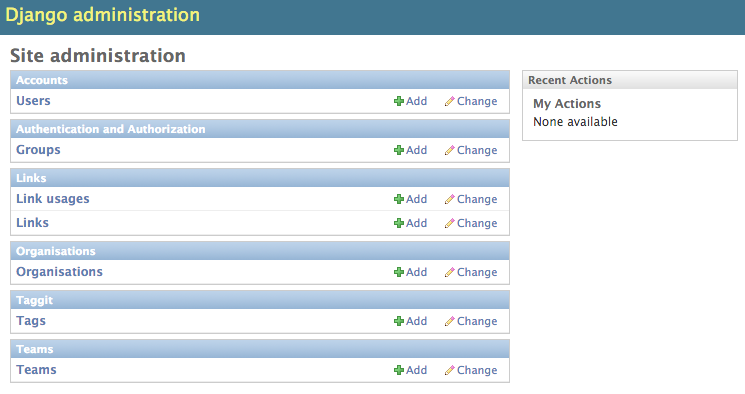 Django administration
Site administration
Accounts
Users Add Change
Authentication and Authorization
Groups Add Change
Links
Link usages Add Change
Links Add Change
Organisations
Organisations Add Change
Taggit
Tags Add Change
Teams
Teams Add Change
Recent Actions
My Actions
None available